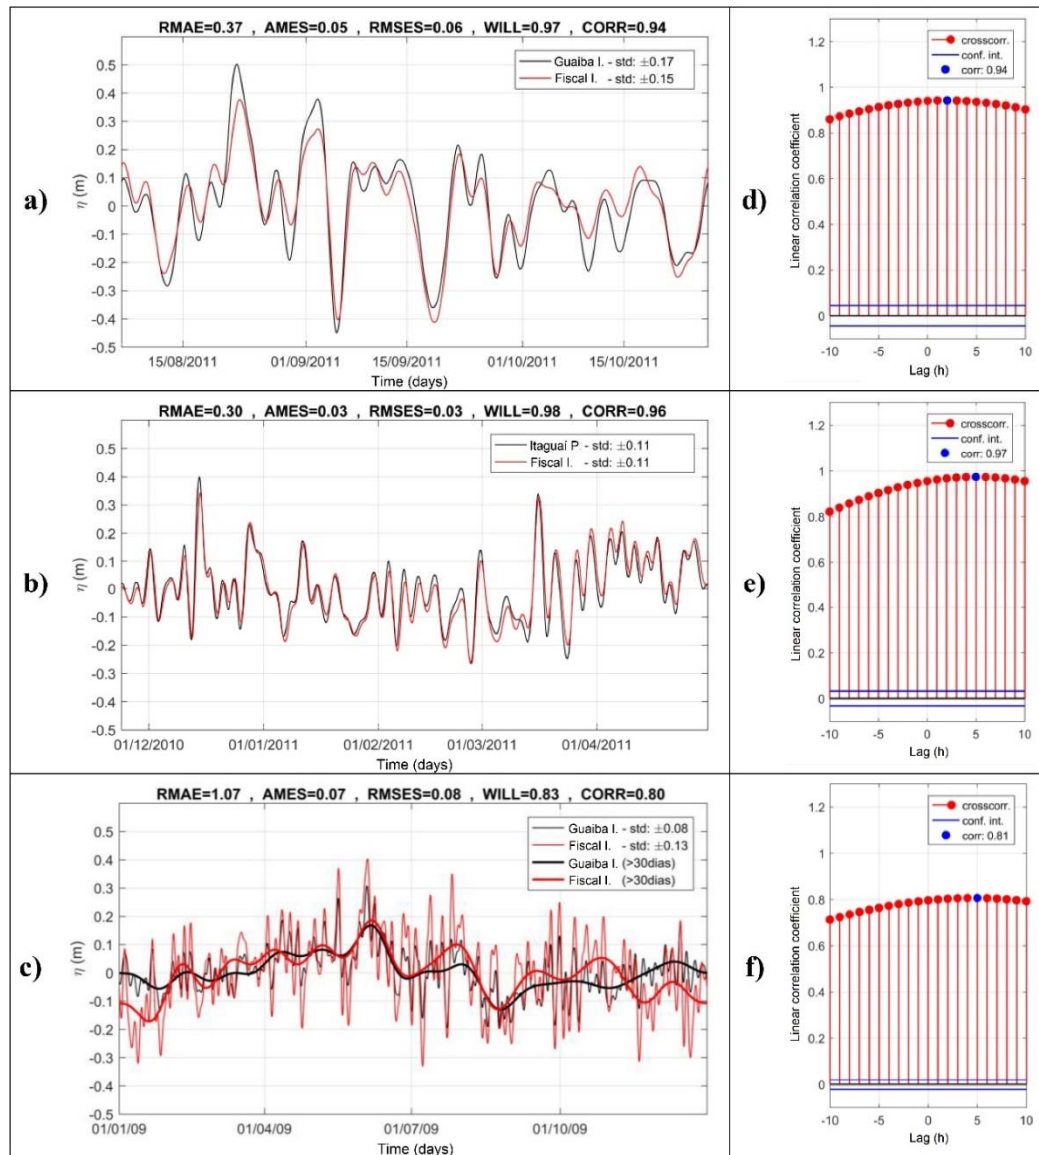 a)
RMAE=0.37 , AMES=0.05 , RMSES=0.06 , WILL=0.97 , CORR=0.94
Guaiba I. - std: ±0.17
Fiscal I. - std: ±0.15
η (m)
0.5
0.4
0.3
0.2
0.1
0
-0.1
-0.2
-0.3
-0.4
-0.5
15/08/2011 01/09/2011 15/09/2011 01/10/2011 15/10/2011
Time (days)
d)
crosscorr.
conf. int.
corr: 0.94
Linear correlation coefficient
1.2
1
0.8
0.6
0.4
0.2
0
-10 -5 0 5 10
Lag (h)
b)
RMAE=0.30 , AMES=0.03 , RMSES=0.03 , WILL=0.98 , CORR=0.96
Itaguaí P. - std: ±0.11
Fiscal I. - std: ±0.11
η (m)
0.5
0.4
0.3
0.2
0.1
0
-0.1
-0.2
-0.3
-0.4
-0.5
01/12/2010 01/01/2011 01/02/2011 01/03/2011 01/04/2011
Time (days)
e)
crosscorr.
conf. int.
corr: 0.97
Linear correlation coefficient
1.2
1
0.8
0.6
0.4
0.2
0
-10 -5 0 5 10
Lag (h)
c)
RMAE=1.07 , AMES=0.07 , RMSES=0.08 , WILL=0.83 , CORR=0.80
Guaiba I. - std: ±0.08
Fiscal I. - std: ±0.13
Guaiba I. (>30dias)
Fiscal I. (>30dias)
η (m)
0.5
0.4
0.3
0.2
0.1
0
-0.1
-0.2
-0.3
-0.4
-0.5
01/01/09 01/04/09 01/07/09 01/10/09
Time (days)
f)
crosscorr.
conf. int.
corr: 0.81
Linear correlation coefficient
1.2
1
0.8
0.6
0.4
0.2
0
-10 -5 0 5 10
Lag (h)